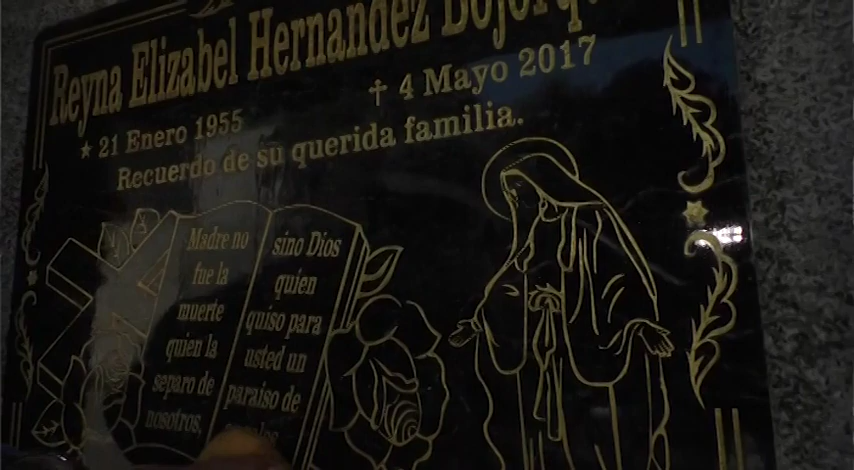 Reyna Elizabel Hernandez
★ 21 Enero 1955
✝ 4 Mayo 2017
Recuerdo de su querida familia.
Madre no
fue la
muerte
quien la
separo de
nosotros,
sino Dios
quien
quiso para
usted un
paraiso de